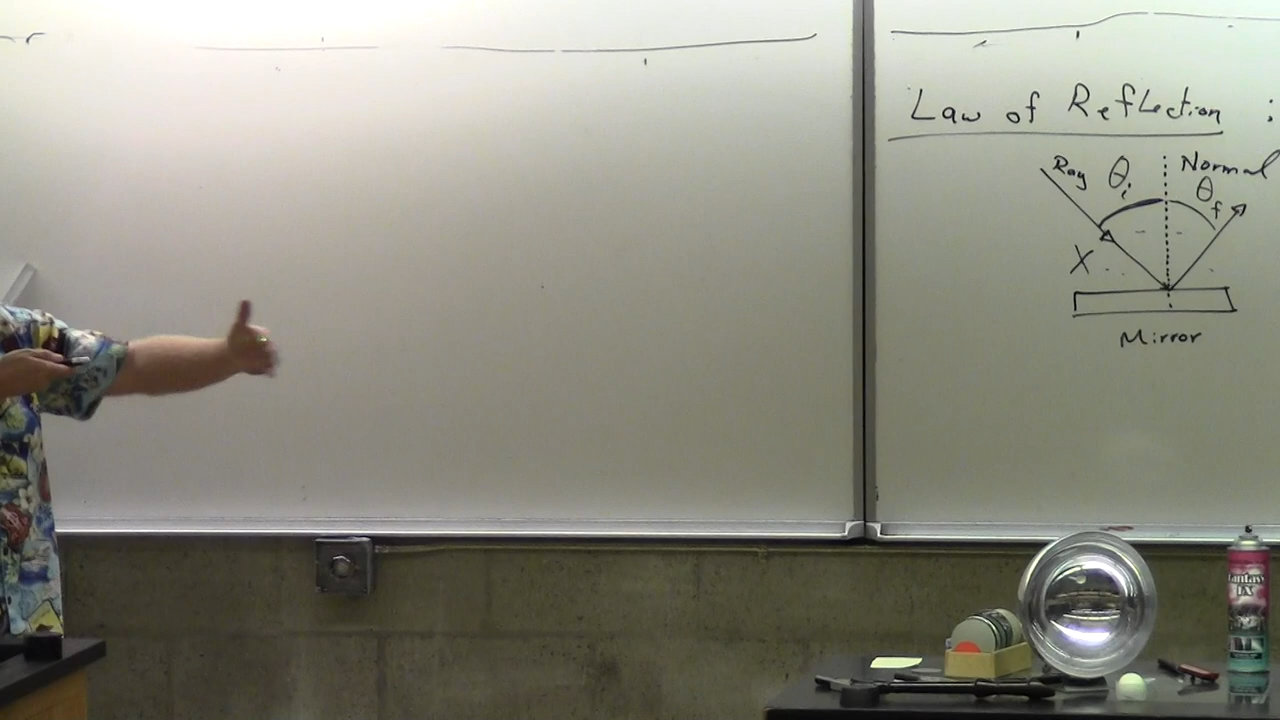 Law of Reflection :
Ray θi Normal
θf
X
Mirror